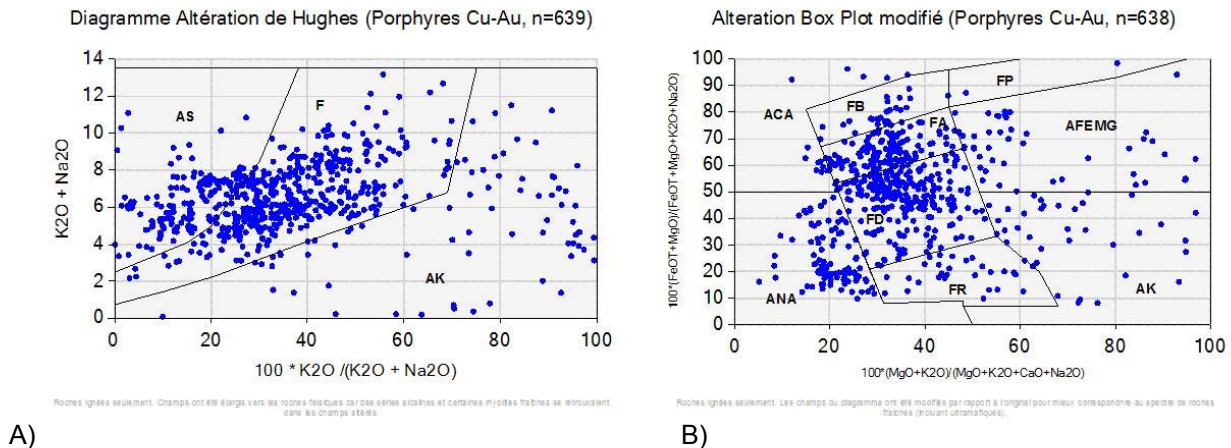 Diagramme Altération de Hughes (Porphyres Cu-Au, n=639)
14
12
10
8
6
4
2
0
K2O + Na2O
AS
F
AK
0
20
40
60
80
100
100 * K2O /(K2O + Na2O)
Roches ignées seulement. Champs ont été élargis vers les roches felsiques car des séries alcalines et certaines rhyolites fraîches se retrouvaient
dans les champs altérés.
A)
Alteration Box Plot modifié (Porphyres Cu-Au, n=638)
100
90
80
70
60
50
40
30
20
10
0
100*(FeOT+MgO)/(FeOT+MgO+K2O+Na2O)
ACA
FB
FP
FA
AFEMG
FD
ANA
FR
AK
0
20
40
60
80
100
100*(MgO+K2O)/(MgO+K2O+CaO+Na2O)
Roches ignées seulement. Les champs du diagramme ont été modifiés par rapport à l'original pour mieux correspondre au spectre de roches
fraîches (incluant ultramafiques).
B)